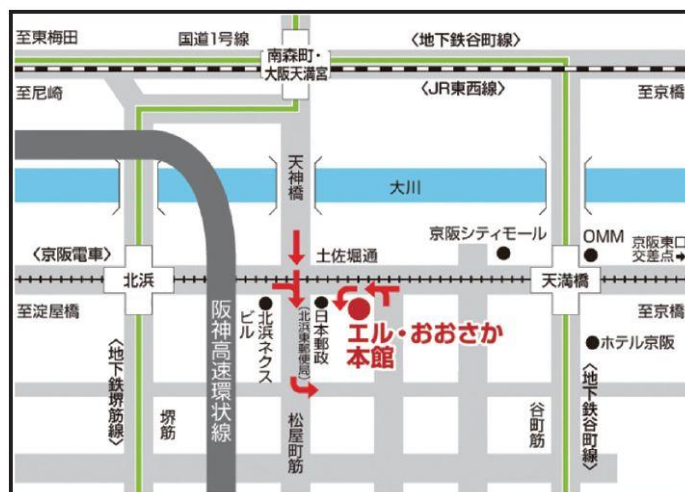 至東梅田
国道1号線
南森町・
大阪天満宮
〈地下鉄谷町線〉
至尼崎
〈JR東西線〉
至京橋
天神橋
大川
〈京阪電車〉
北浜
土佐堀通
京阪シティモール
OMM
京阪東口
交差点
天満橋
至淀屋橋
至京橋
阪神高速環状線
北浜ネクス
ビル
(北浜東郵便局)
日本郵政
エル・おおさか
本館
ホテル京阪
〈地下鉄堺筋線〉
堺筋
松屋町筋
谷町筋
〈地下鉄谷町線〉